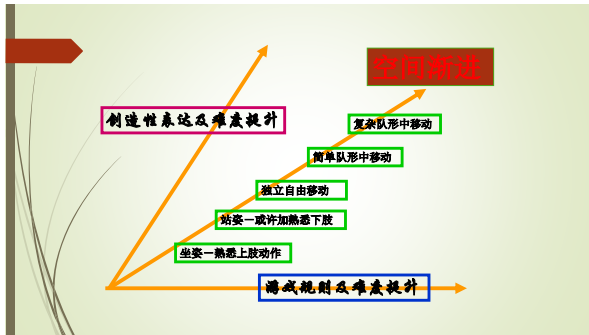 空间渐进
创造性表达及难度提升
复杂队形中移动
简单队形中移动
独立自由移动
站姿－或许加熟悉下肢
坐姿－熟悉上肢动作
游戏规则及难度提升